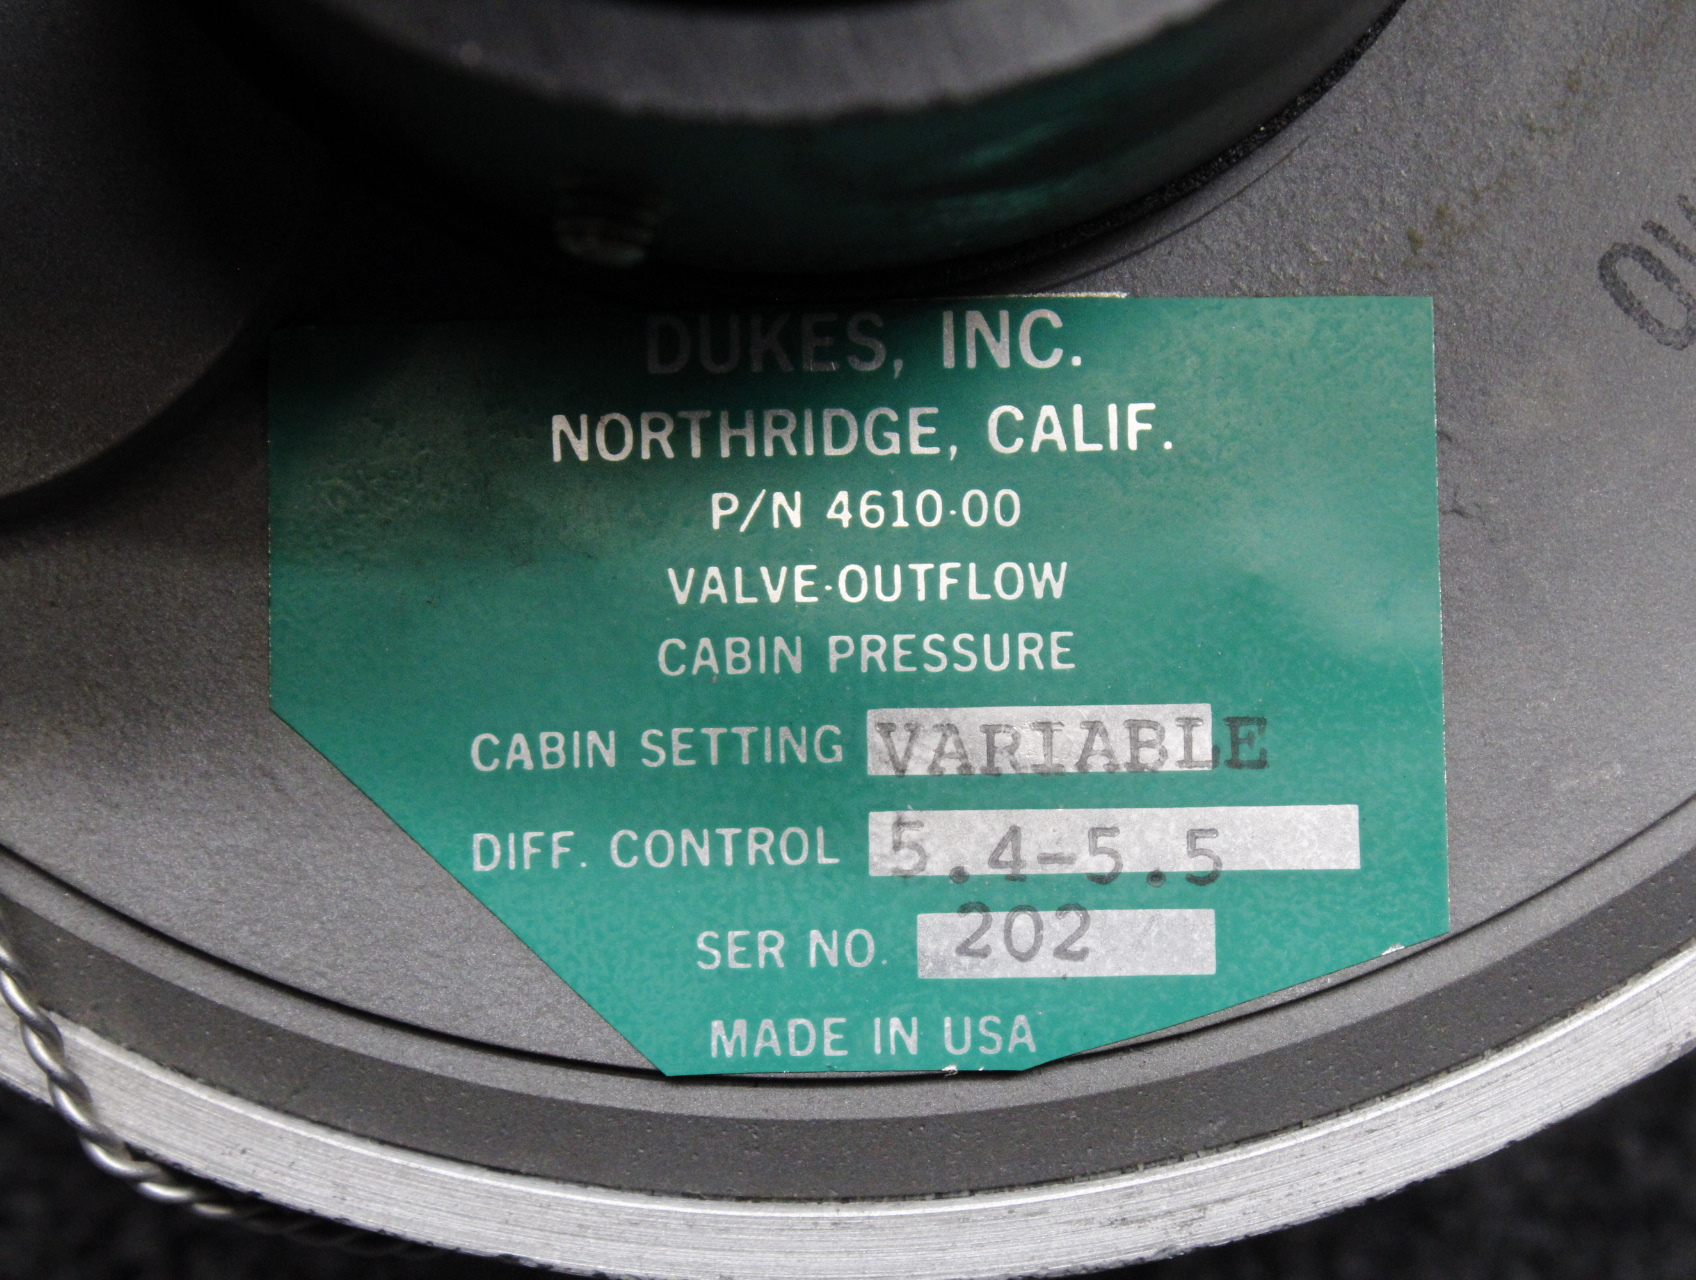 DUKES, INC.
NORTHRIDGE, CALIF.
P/N 4610-00
VALVE-OUTFLOW
CABIN PRESSURE
CABIN SETTING VARIABLE
DIFF. CONTROL 5.4-5.5
SER NO. 202
MADE IN USA